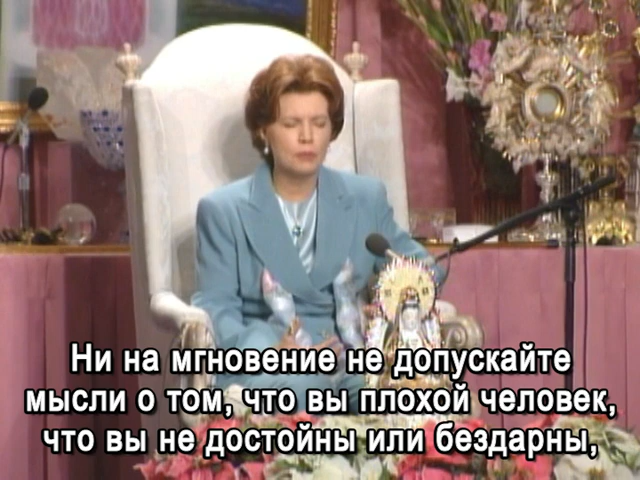 Ни на мгновение не допускайте
мысли о том, что вы плохой человек,
что вы не достойны или бездарны,